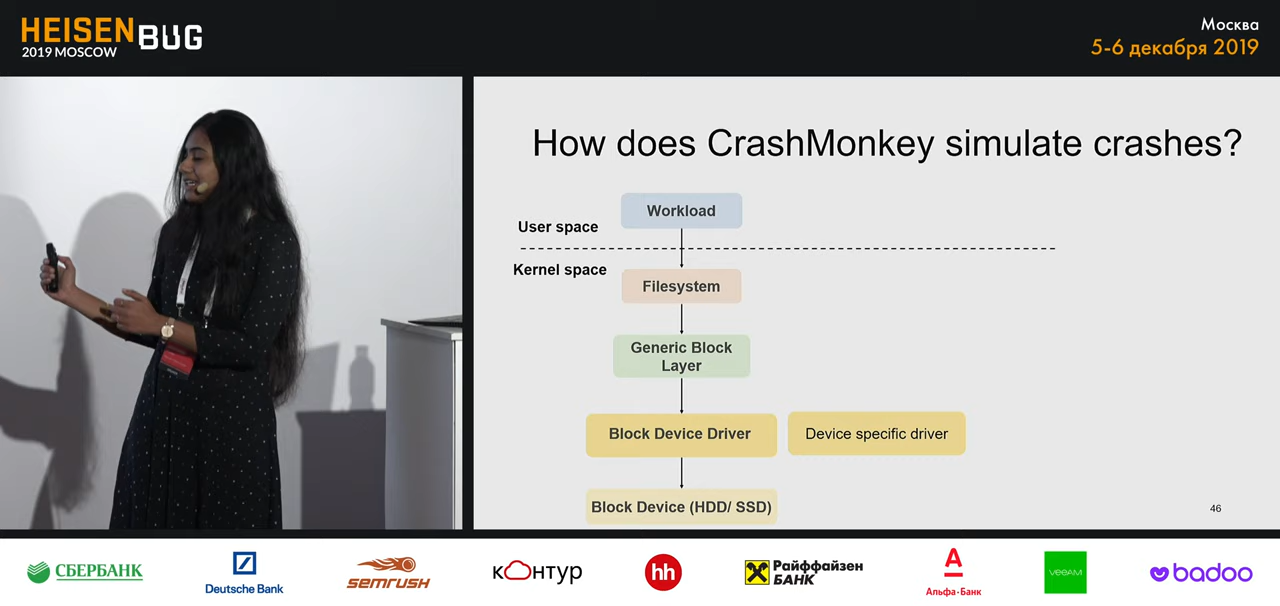 HEISENBUG
2019 MOSCOW
Москва
5-6 декабря 2019
How does CrashMonkey simulate crashes?
Workload
User space
Kernel space
Filesystem
Generic Block
Layer
Block Device Driver
Device specific driver
Block Device (HDD/ SSD)
46
СБЕРБАНК
Deutsche Bank
semrush
контур
hh
Райффайзен
БАНК
А
Альфа·Банк
veeam
badoo